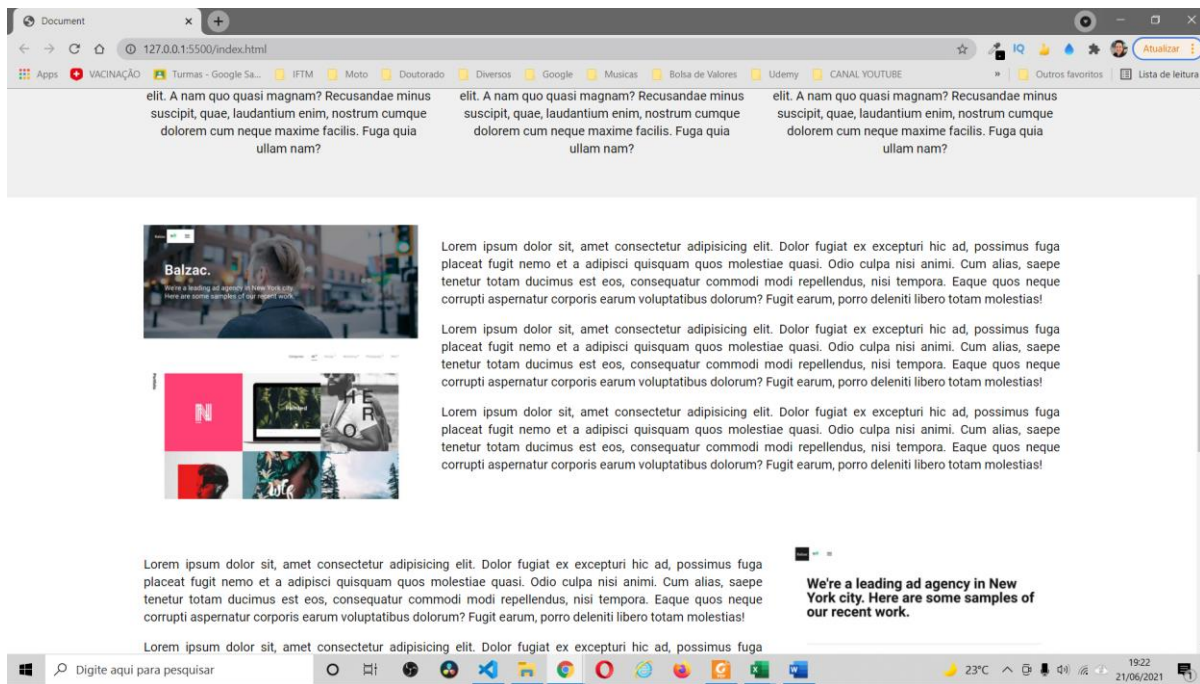 Document
127.0.0.1:5500/index.html
IQ
Atualizar
Apps
VACINAÇÃO
Turmas - Google Sa...
IFTM
Moto
Doutorado
Diversos
Google
Musicas
Bolsa de Valores
Udemy
CANAL YOUTUBE
»
Outros favoritos
Lista de leitura
elit. A nam quo quasi magnam? Recusandae minus
suscipit, quae, laudantium enim, nostrum cumque
dolorem cum neque maxime facilis. Fuga quia
ullam nam?
elit. A nam quo quasi magnam? Recusandae minus
suscipit, quae, laudantium enim, nostrum cumque
dolorem cum neque maxime facilis. Fuga quia
ullam nam?
elit. A nam quo quasi magnam? Recusandae minus
suscipit, quae, laudantium enim, nostrum cumque
dolorem cum neque maxime facilis. Fuga quia
ullam nam?
Balzac.
We're a leading ad agency in New York city.
Here are some samples of our recent work.
Portfolio
N
Painted
HE
R
O
Lorem ipsum dolor sit, amet consectetur adipisicing elit. Dolor fugiat ex excepturi hic ad, possimus fuga
placeat fugit nemo et a adipisci quisquam quos molestiae quasi. Odio culpa nisi animi. Cum alias, saepe
tenetur totam ducimus est eos, consequatur commodi modi repellendus, nisi tempora. Eaque quos neque
corrupti aspernatur corporis earum voluptatibus dolorum? Fugit earum, porro deleniti libero totam molestias!
Lorem ipsum dolor sit, amet consectetur adipisicing elit. Dolor fugiat ex excepturi hic ad, possimus fuga
placeat fugit nemo et a adipisci quisquam quos molestiae quasi. Odio culpa nisi animi. Cum alias, saepe
tenetur totam ducimus est eos, consequatur commodi modi repellendus, nisi tempora. Eaque quos neque
corrupti aspernatur corporis earum voluptatibus dolorum? Fugit earum, porro deleniti libero totam molestias!
Lorem ipsum dolor sit, amet consectetur adipisicing elit. Dolor fugiat ex excepturi hic ad, possimus fuga
placeat fugit nemo et a adipisci quisquam quos molestiae quasi. Odio culpa nisi animi. Cum alias, saepe
tenetur totam ducimus est eos, consequatur commodi modi repellendus, nisi tempora. Eaque quos neque
corrupti aspernatur corporis earum voluptatibus dolorum? Fugit earum, porro deleniti libero totam molestias!
Lorem ipsum dolor sit, amet consectetur adipisicing elit. Dolor fugiat ex excepturi hic ad, possimus fuga
placeat fugit nemo et a adipisci quisquam quos molestiae quasi. Odio culpa nisi animi. Cum alias, saepe
tenetur totam ducimus est eos, consequatur commodi modi repellendus, nisi tempora. Eaque quos neque
corrupti aspernatur corporis earum voluptatibus dolorum? Fugit earum, porro deleniti libero totam molestias!
Lorem ipsum dolor sit, amet consectetur adipisicing elit. Dolor fugiat ex excepturi hic ad, possimus fuga
We're a leading ad agency in New
York city. Here are some samples of
our recent work.
Digite aqui para pesquisar
23°C
19:22
21/06/2021